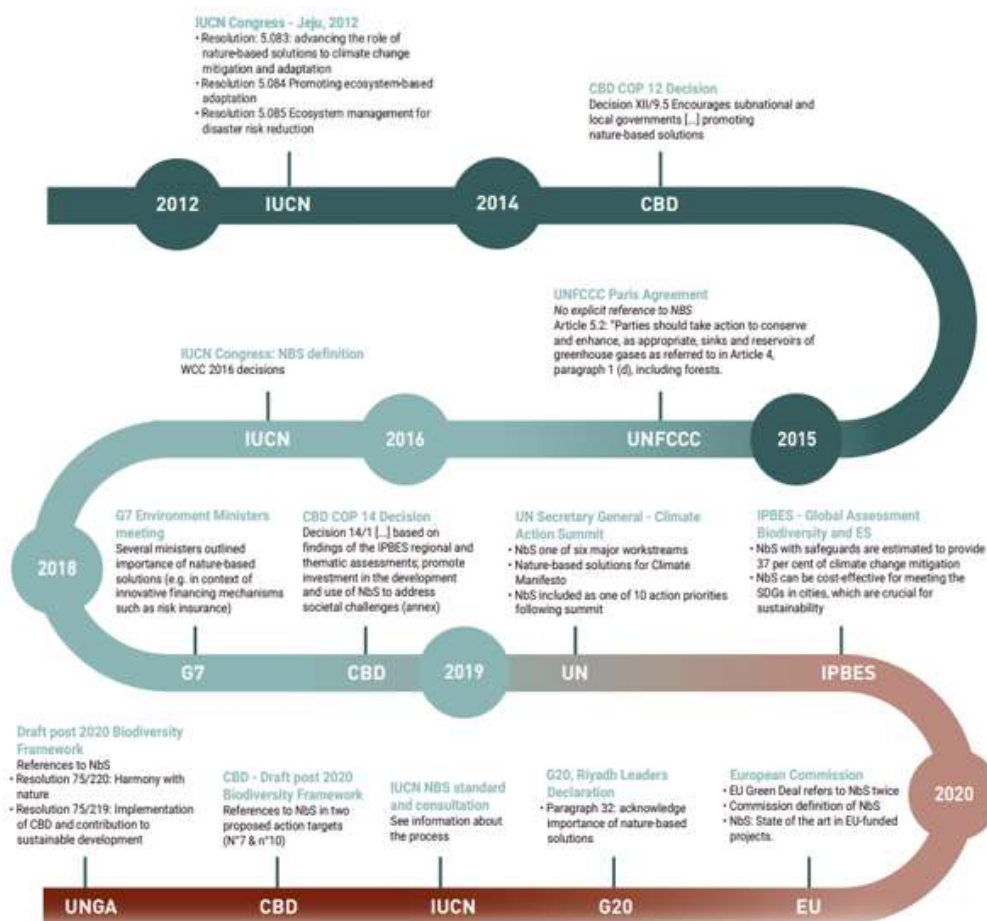 IUCN Congress - Jeju, 2012
• Resolution: 5.083: advancing the role of
nature-based solutions to climate change
mitigation and adaptation
• Resolution 5.084 Promoting ecosystem-based
adaptation
• Resolution 5.085 Ecosystem management for
disaster risk reduction
CBD COP 12 Decision
Decision XII/9.5 Encourages subnational and
local governments [...] promoting
nature-based solutions
2012
IUCN
2014
CBD
UNFCCC Paris Agreement
No explicit reference to NBS
Article 5.2: "Parties should take action to conserve
and enhance, as appropriate, sinks and reservoirs of
greenhouse gases as referred to in Article 4,
paragraph 1 (d), including forests.
IUCN Congress: NBS definition
WCC 2016 decisions
IUCN
2016
UNFCCC
2015
G7 Environment Ministers
meeting
Several ministers outlined
importance of nature-based
solutions (e.g. in context of
innovative financing mechanisms
such as risk insurance)
CBD COP 14 Decision
Decision 14/1 [...] based on
findings of the IPBES regional and
thematic assessments; promote
investment in the development
and use of NbS to address
societal challenges (annex)
UN Secretary General - Climate
Action Summit
• NbS one of six major workstreams
• Nature-based solutions for Climate
Manifesto
• NbS included as one of 10 action priorities
following summit
IPBES - Global Assessment
Biodiversity and ES
• NbS with safeguards are estimated to provide
37 per cent of climate change mitigation
• NbS can be cost-effective for meeting the
SDGs in cities, which are crucial for
sustainability
2018
G7
CBD
2019
UN
IPBES
Draft post 2020 Biodiversity
Framework
References to NbS
• Resolution 75/220: Harmony with
nature
• Resolution 75/219: Implementation
of CBD and contribution to
sustainable development
CBD - Draft post 2020
Biodiversity Framework
References to NbS in two
proposed action targets
(N°7 & n°10)
IUCN NBS standard
and consultation
See information about
the process
G20, Riyadh Leaders
Declaration
• Paragraph 32: acknowledge
importance of nature-based
solutions
European Commission
• EU Green Deal refers to NbS twice
• Commission definition of NbS
• NbS: State of the art in EU-funded
projects.
2020
UNGA
CBD
IUCN
G20
EU